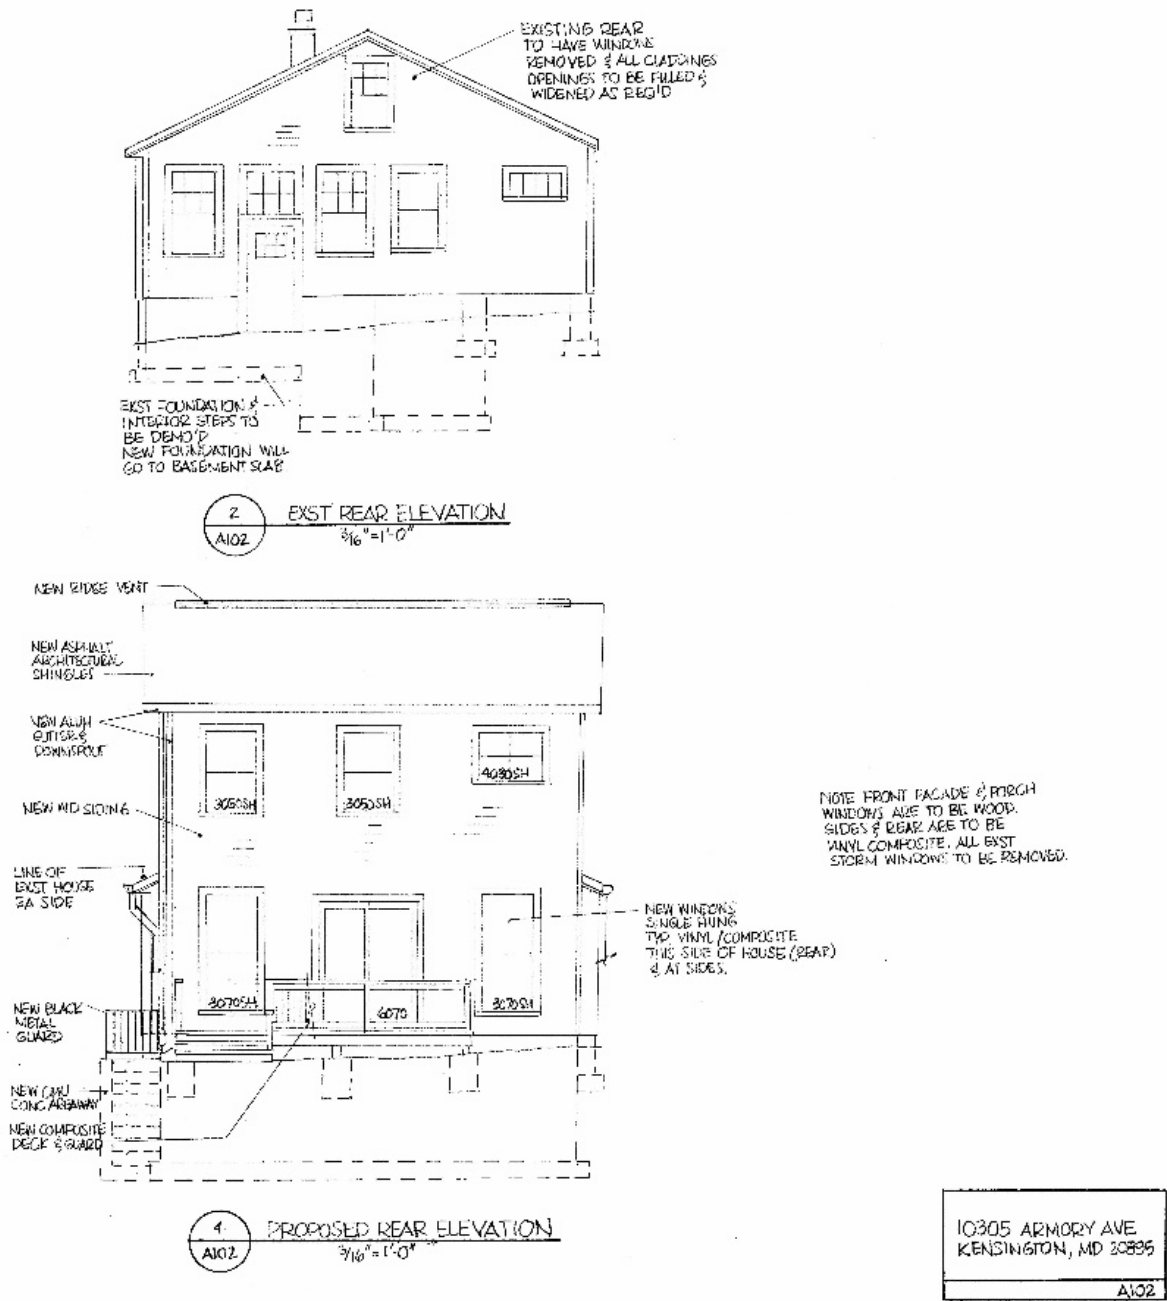 EXISTING REAR
TO HAVE WINDOWS
REMOVED & ALL CLADDINGS
OPENINGS TO BE FILLED &
WIDENED AS REQ'D
EXST FOUNDATION &
INTERIOR STEPS TO
BE DEMO'D
NEW FOUNDATION WILL
GO TO BASEMENT SLAB
2
A102
EXST REAR ELEVATION
3/16"=1'-0"
NEW RIDGE VENT
NEW ASPHALT
ARCHITECTURAL
SHINGLES
NEW ALUM
GUTTER &
DOWNSPOUT
3050SH
3050SH
4030SH
NEW WD SIDING
NOTE FRONT FACADE & PORCH
WINDOWS ARE TO BE WOOD.
SIDES & REAR ARE TO BE
VINYL COMPOSITE. ALL EXST
STORM WINDOWS TO BE REMOVED.
LINE OF
EXST HOUSE
EA SIDE
NEW WINDOWS
SINGLE HUNG
TYP. VINYL/COMPOSITE
THIS SIDE OF HOUSE (REAR)
& AT SIDES.
3070SH
6070
3070SH
NEW BLACK
METAL
GUARD
NEW CMU
CONC AREAWAY
NEW COMPOSITE
DECK & GUARD
4
A102
PROPOSED REAR ELEVATION
3/16"=1'-0"
10305 ARMORY AVE
KENSINGTON, MD 20895
A102